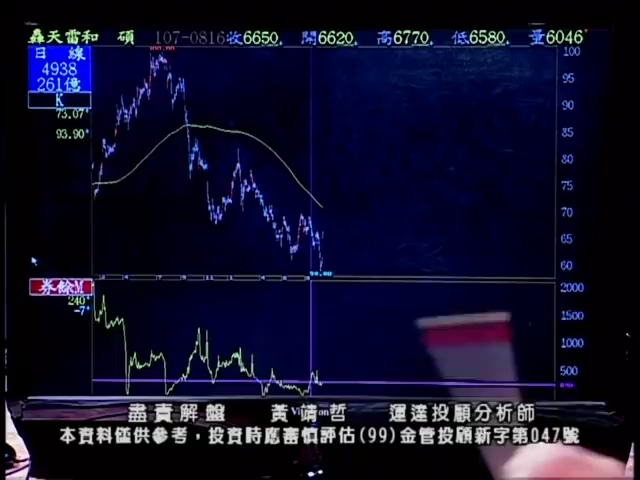 轟天雷和 碩 107-0816收6650. 開6620. 高6770. 低6580. 量6046
日 線
4938
261億
K
73.07
93.90
100
95
90
85
80
75
70
65
60
券餘M
240
-7
2000
1500
1000
500
盡責解盤 黃靖哲 運達投顧分析師
本資料僅供參考，投資時應審慎評估(99)金管投顧新字第047號